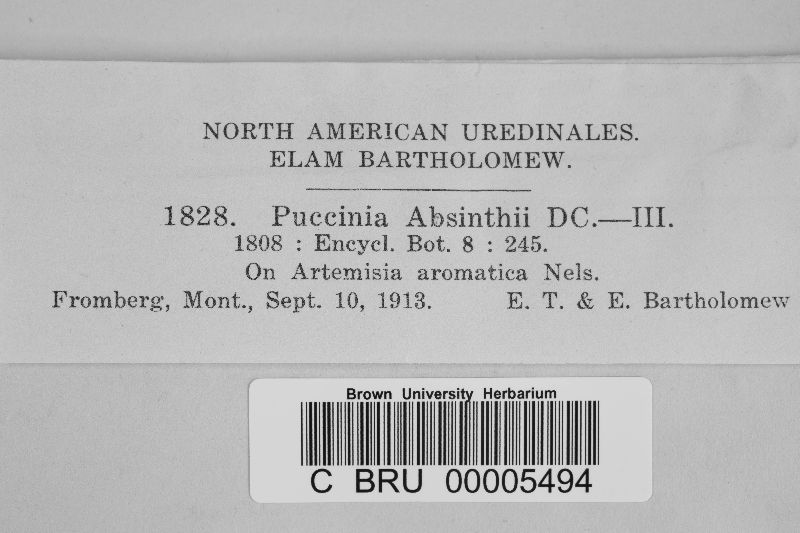 NORTH AMERICAN UREDINALES.
ELAM BARTHOLOMEW.
1828. Puccinia Absinthii DC.—III.
1808 : Encycl. Bot. 8 : 245.
On Artemisia aromatica Nels.
Fromberg, Mont., Sept. 10, 1913. E. T. & E. Bartholomew
Brown University Herbarium
C BRU 00005494